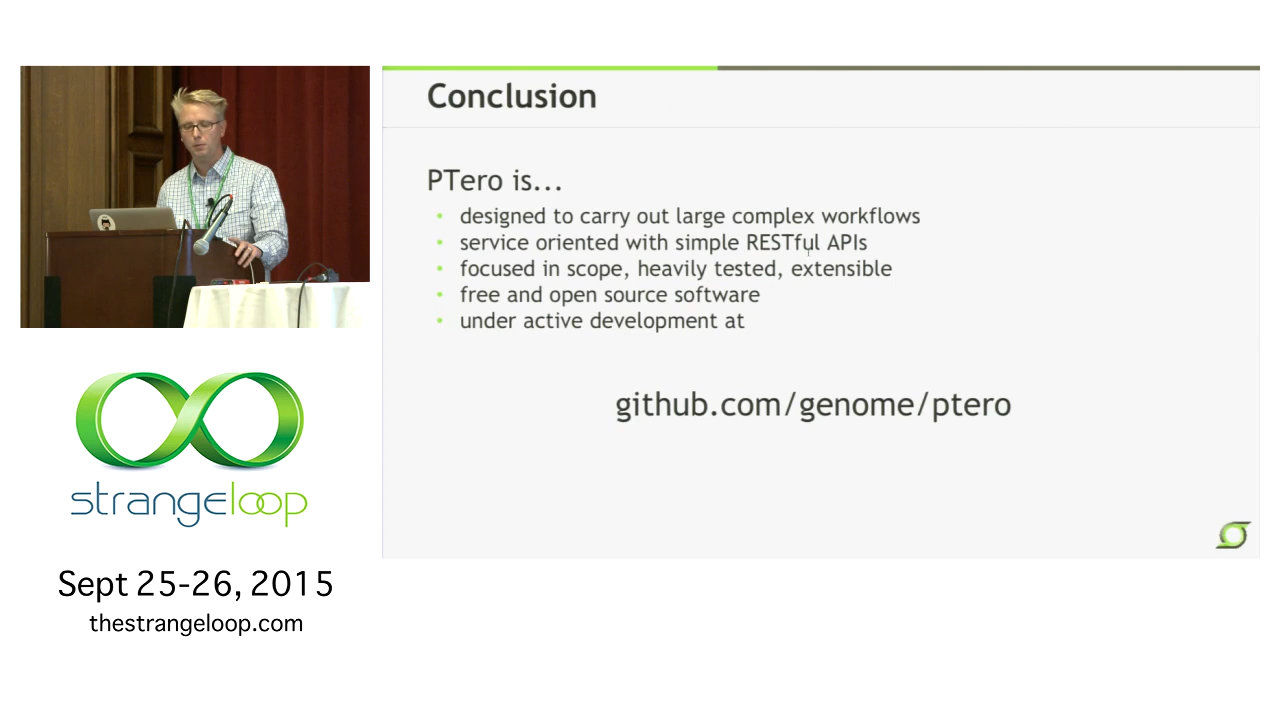 Conclusion
PTero is...
• designed to carry out large complex workflows
• service oriented with simple RESTful APIs
• focused in scope, heavily tested, extensible
• free and open source software
• under active development at
github.com/genome/ptero
strangeloop
Sept 25-26, 2015
thestrangeloop.com